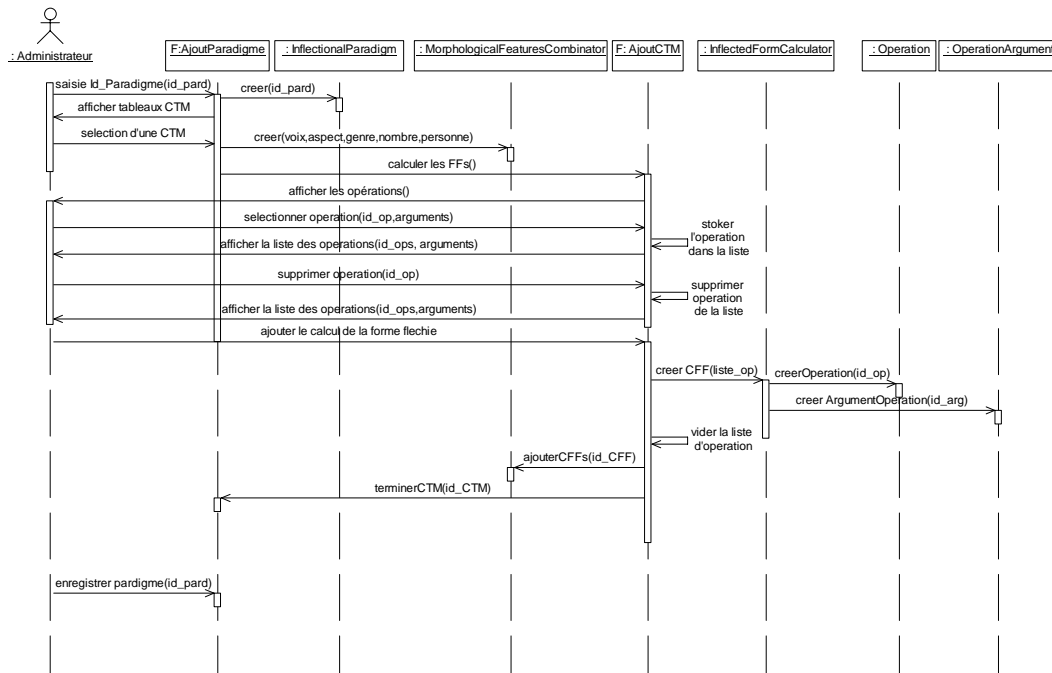 : Administrateur
F:AjoutParadigme
: InflectionalParadigm
: MorphologicalFeaturesCombinator
F: AjoutCTM
: InflectedFormCalculator
: Operation
: OperationArgument
saisie Id_Paradigme(id_pard)
creer(id_pard)
afficher tableaux CTM
selection d'une CTM
creer(voix,aspect,genre,nombre,personne)
calculer les FFs()
afficher les opérations()
selectionner operation(id_op,arguments)
stoker
l'operation
dans la liste
afficher la liste des operations(id_ops, arguments)
supprimer operation(id_op)
supprimer
operation
de la liste
afficher la liste des operations(id_ops,arguments)
ajouter le calcul de la forme flechie
creer CFF(liste_op)
creerOperation(id_op)
creer ArgumentOperation(id_arg)
vider la liste
d'operation
ajouterCFFs(id_CFF)
terminerCTM(id_CTM)
enregistrer pardigme(id_pard)